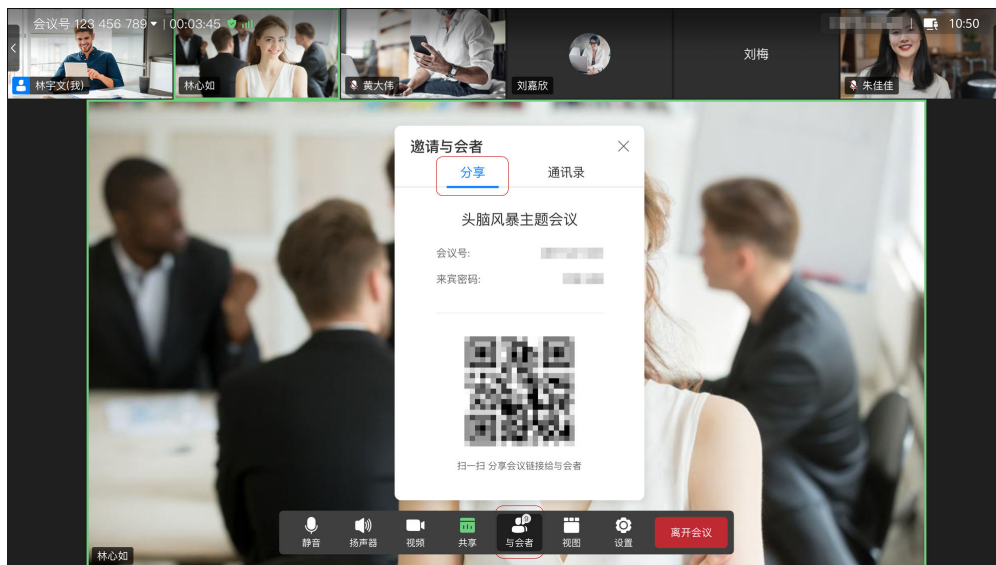 会议号 123 456 789 | 00:03:45
10:50
林宇文(我)
林心如
黄大伟
刘嘉欣
刘梅
朱佳佳
邀请与会者
分享
通讯录
头脑风暴主题会议
会议号:
来宾密码:
扫一扫 分享会议链接给与会者
静音
扬声器
视频
共享
与会者
视图
设置
离开会议
林心如